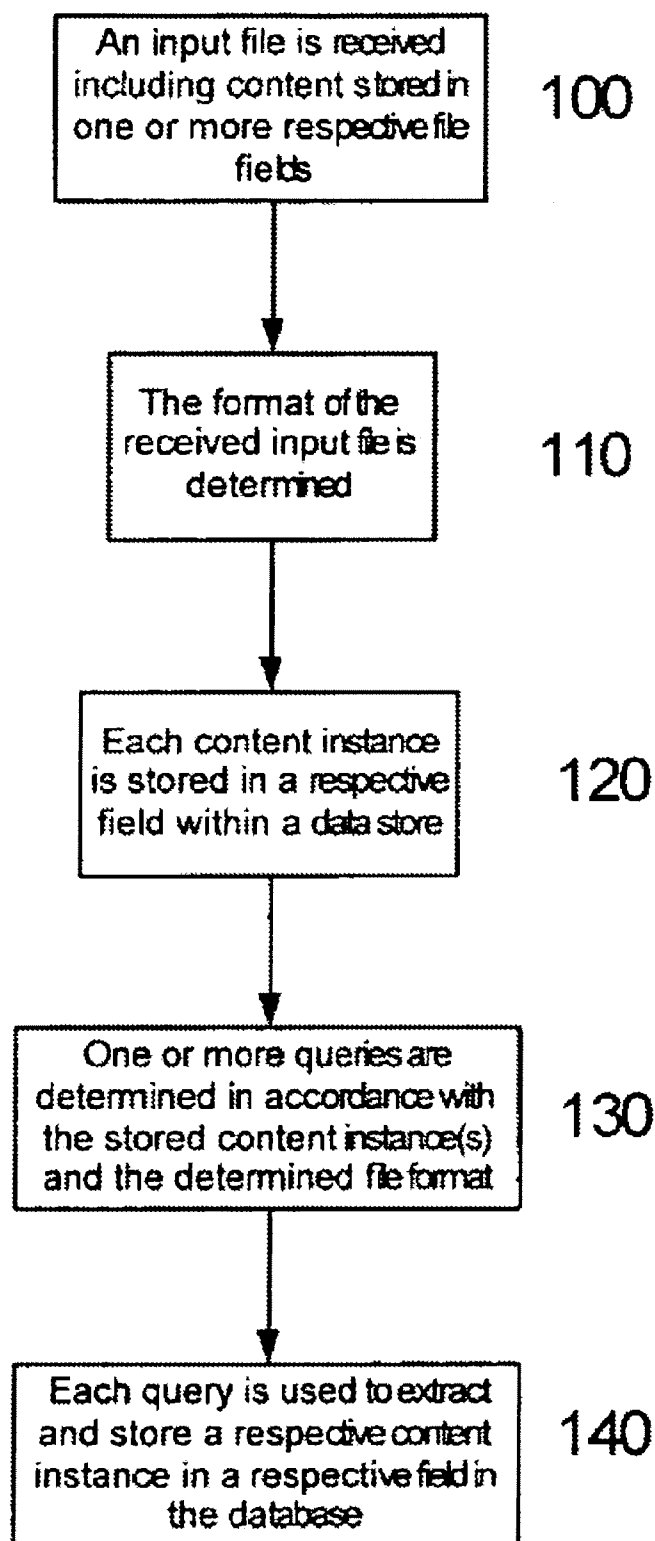 An input file is received
including content stored in
one or more respective file
fields
100
The format of the
received input file is
determined
110
Each content instance
is stored in a respective
field within a data store
120
One or more queries are
determined in accordance with
the stored content instance(s)
and the determined file format
130
Each query is used to extract
and store a respective content
instance in a respective field in
the database
140